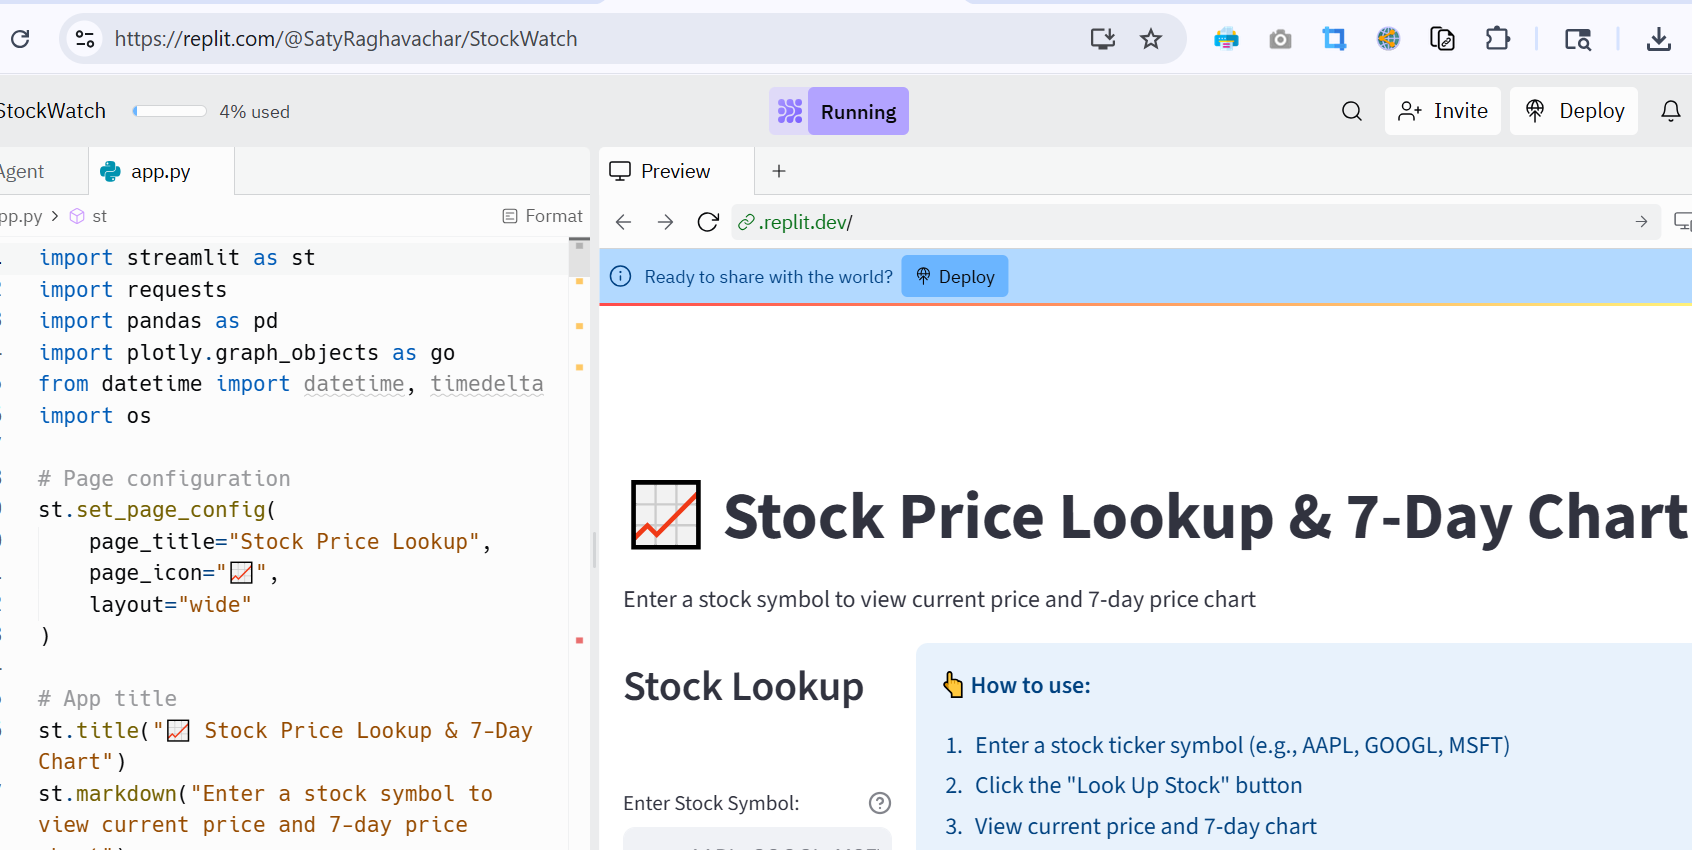 https://replit.com/@SatyRaghavachar/StockWatch
StockWatch
4% used
Running
Invite
Deploy
Agent
app.py
Preview
app.py > st
Format
.replit.dev/
Ready to share with the world?
Deploy
import streamlit as st
import requests
import pandas as pd
import plotly.graph_objects as go
from datetime import datetime, timedelta
import os
# Page configuration
st.set_page_config(
page_title="Stock Price Lookup",
page_icon="📈",
layout="wide"
)
# App title
st.title("📈 Stock Price Lookup & 7-Day
Chart")
st.markdown("Enter a stock symbol to
view current price and 7-day price
📈 Stock Price Lookup & 7-Day Chart
Enter a stock symbol to view current price and 7-day price chart
Stock Lookup
Enter Stock Symbol:
👆 How to use:
1. Enter a stock ticker symbol (e.g., AAPL, GOOGL, MSFT)
2. Click the "Look Up Stock" button
3. View current price and 7-day chart